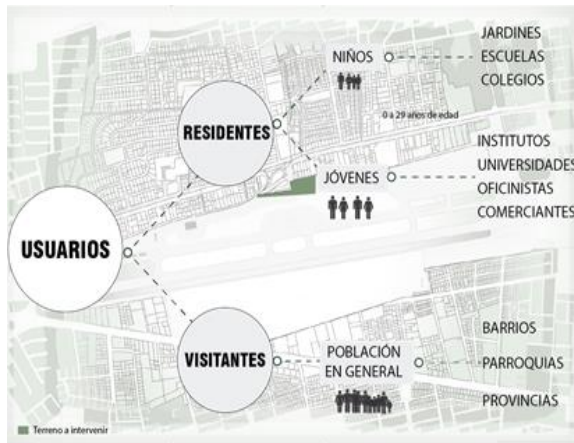 USUARIOS
RESIDENTES
NIÑOS
JARDINES
ESCUELAS
COLEGIOS
0 a 29 años de edad
JÓVENES
INSTITUTOS
UNIVERSIDADES
OFICINISTAS
COMERCIANTES
VISITANTES
POBLACIÓN
EN GENERAL
BARRIOS
PARROQUIAS
PROVINCIAS
Terreno a intervenir